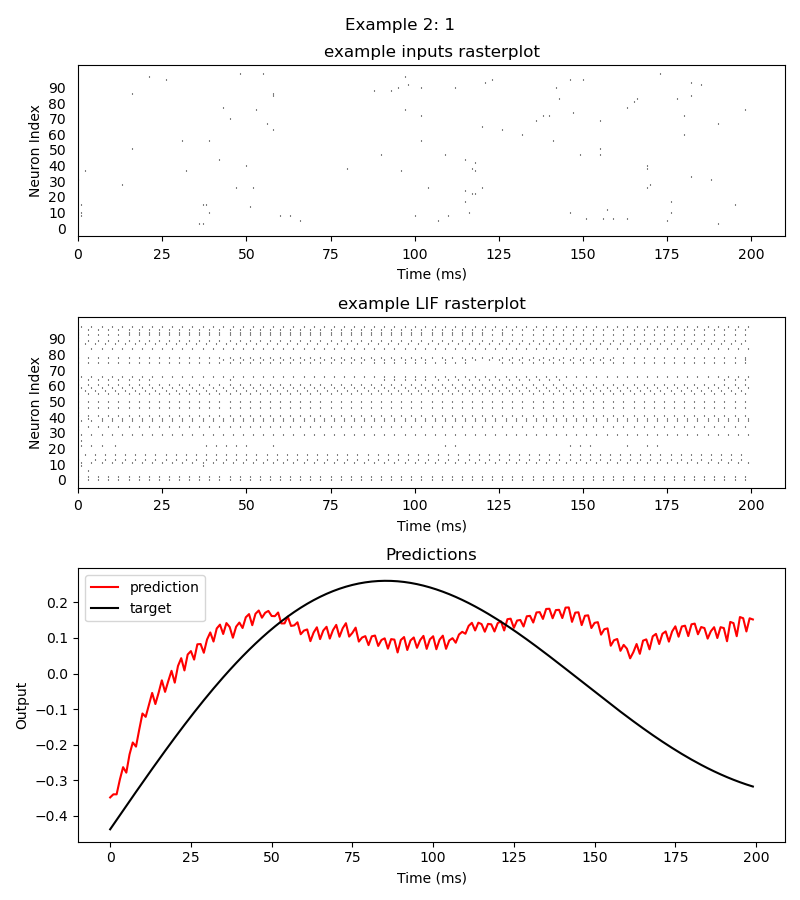 Example 2: 1
example inputs rasterplot
Neuron Index
90
80
70
60
50
40
30
20
10
0
0 25 50 75 100 125 150 175 200
Time (ms)
example LIF rasterplot
Neuron Index
90
80
70
60
50
40
30
20
10
0
0 25 50 75 100 125 150 175 200
Time (ms)
Predictions
prediction
target
Output
0.2
0.1
0.0
−0.1
−0.2
−0.3
−0.4
0 25 50 75 100 125 150 175 200
Time (ms)